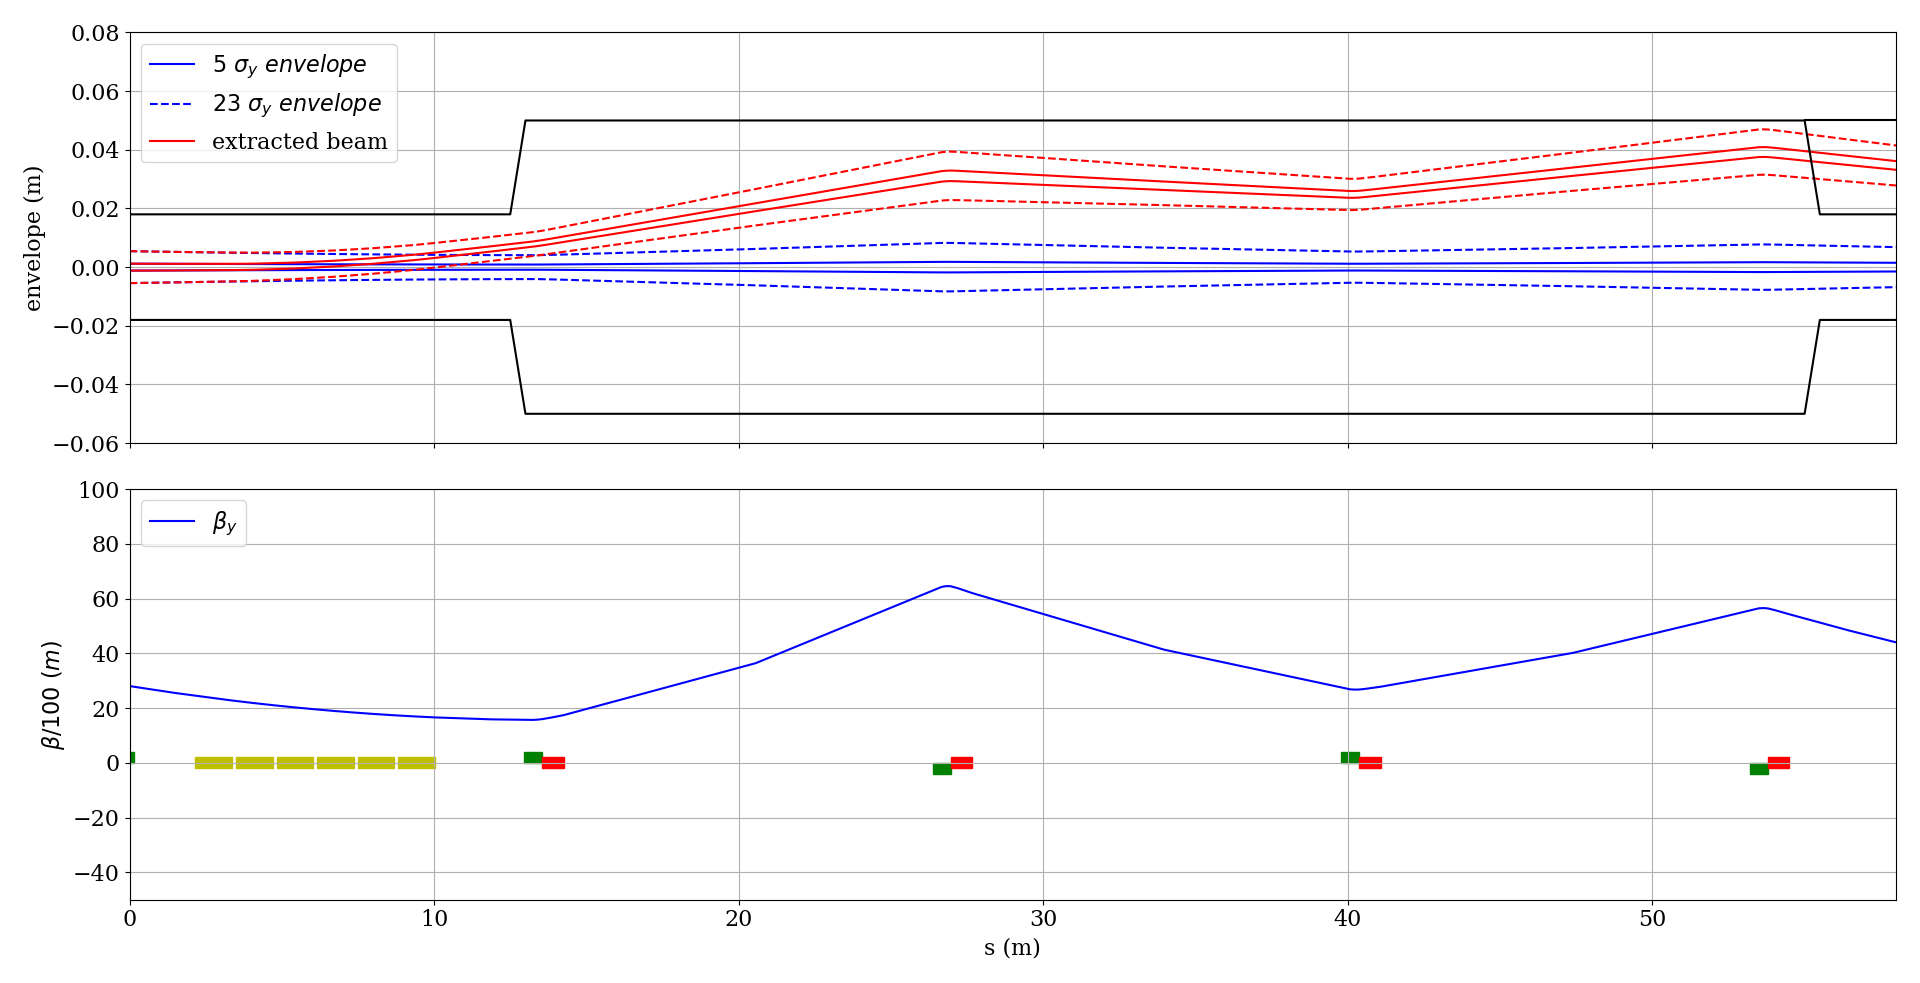 0.08
0.06
0.04
0.02
0.00
−0.02
−0.04
−0.06
envelope (m)
5 σy envelope
23 σy envelope
extracted beam
100
80
60
40
20
0
−20
−40
β/100 (m)
βy
0 10 20 30 40 50
s (m)